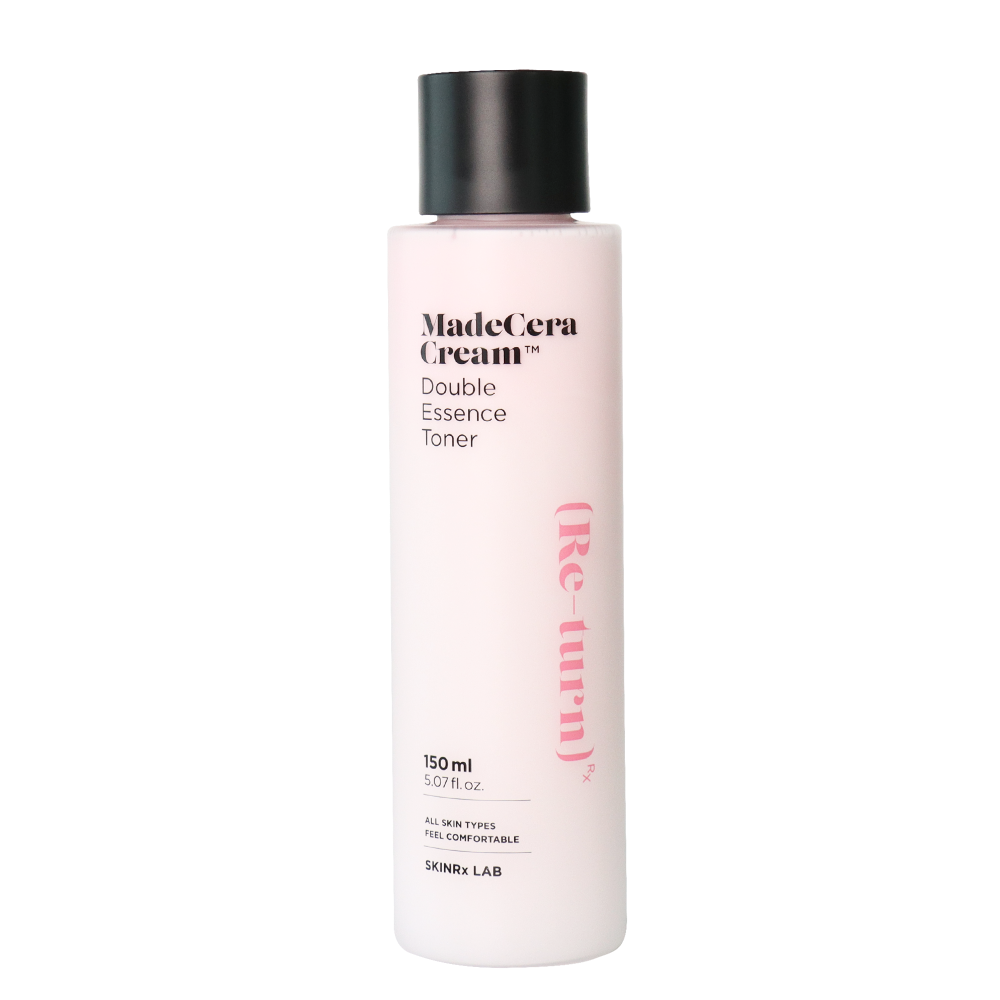 MadeCera
Cream™
Double
Essence
Toner
(Re-turn)Rx
150 ml
5.07 fl. oz.
ALL SKIN TYPES
FEEL COMFORTABLE
SKINRx LAB